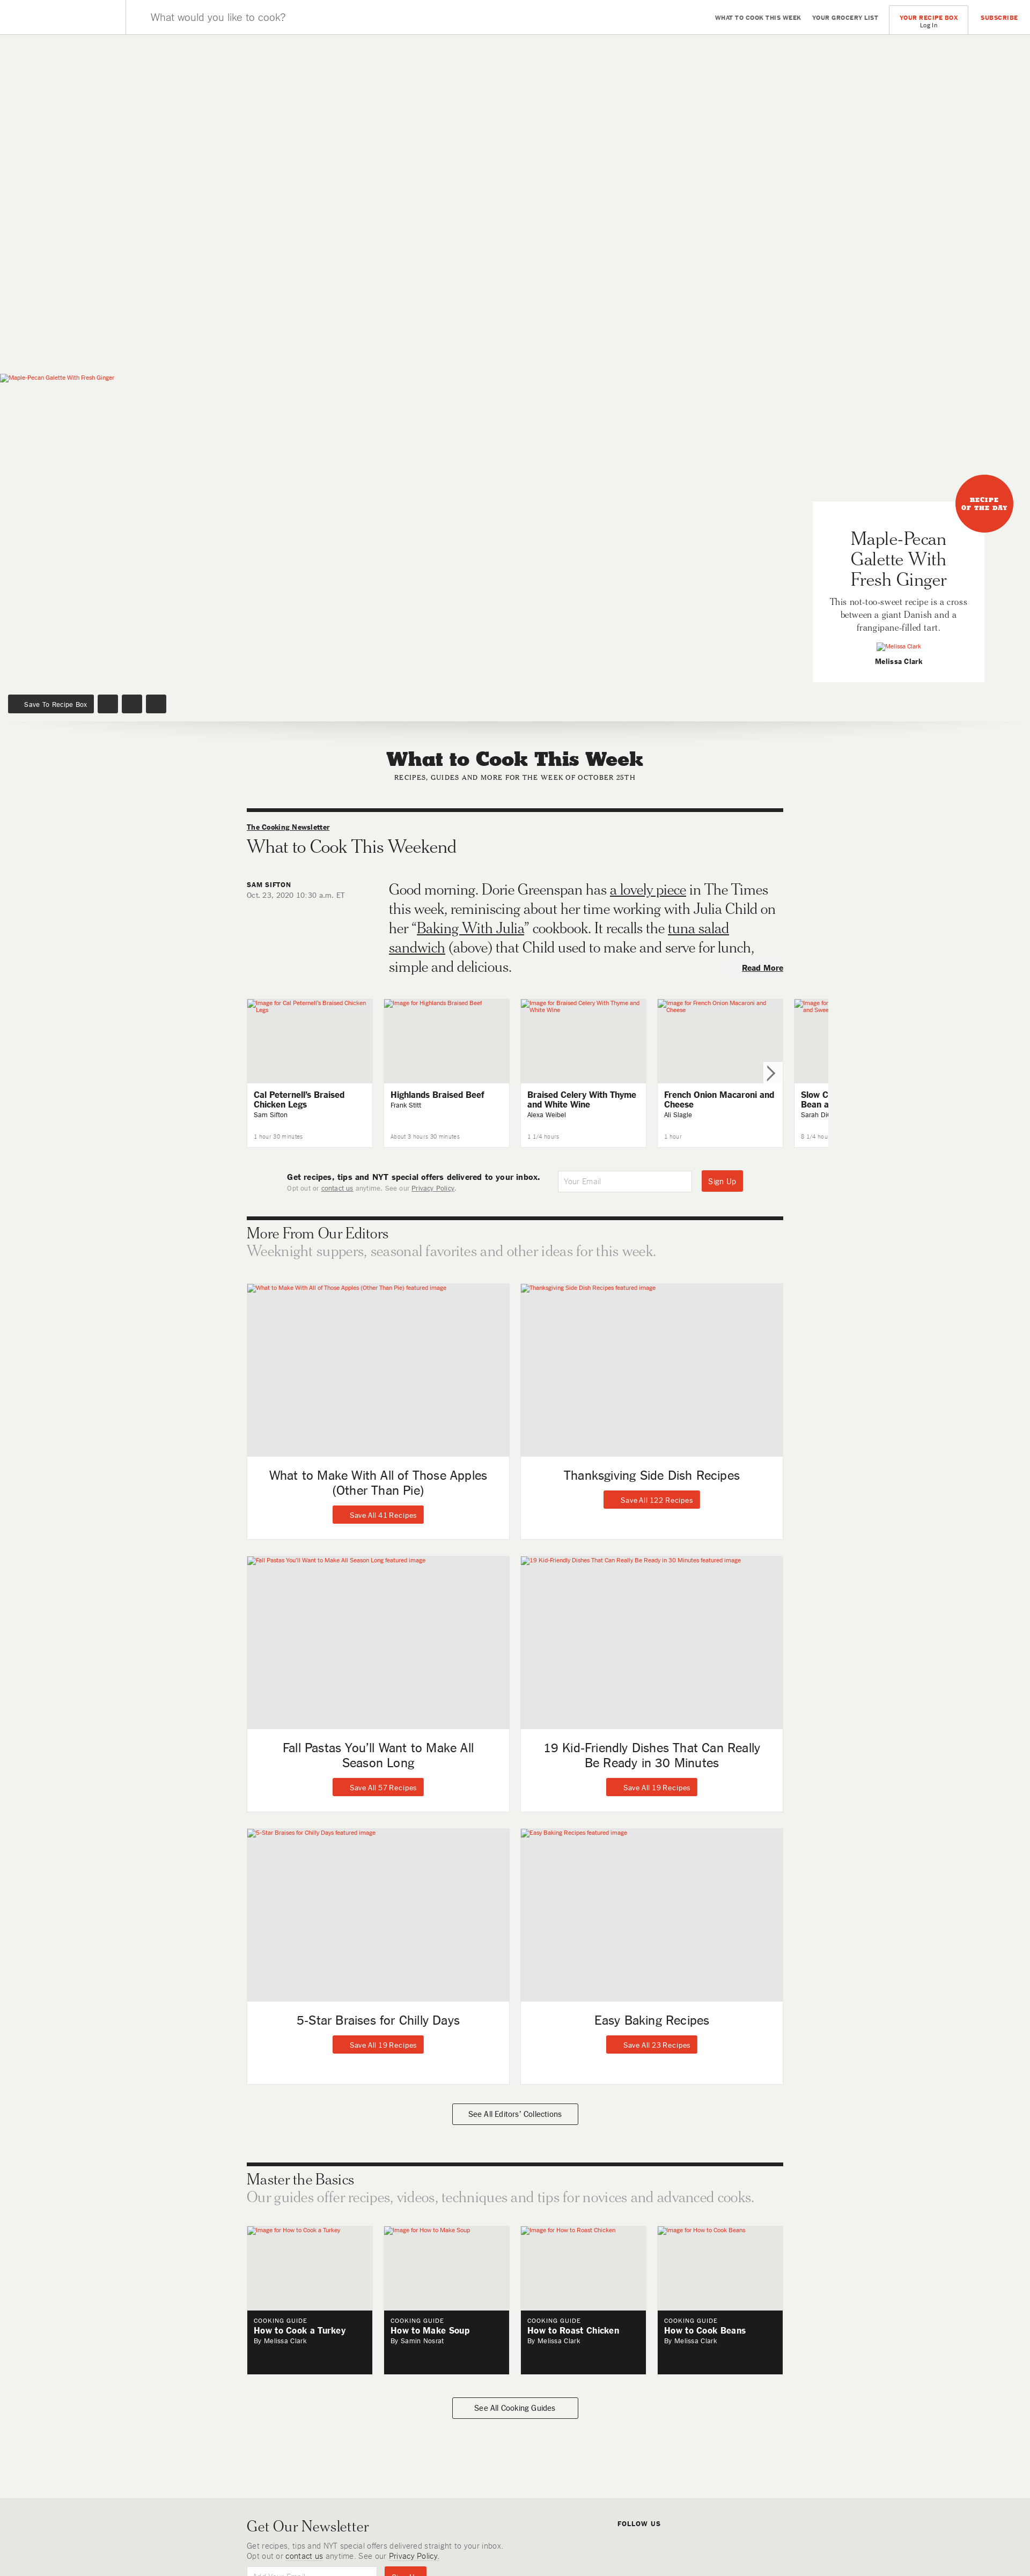 What would you like to cook?
WHAT TO COOK THIS WEEK
YOUR GROCERY LIST
YOUR RECIPE BOX
Log In
SUBSCRIBE
Maple-Pecan Galette With Fresh Ginger
RECIPE
OF THE DAY
Maple-Pecan
Galette With
Fresh Ginger
This not-too-sweet recipe is a cross
between a giant Danish and a
frangipane-filled tart.
Melissa Clark
Melissa Clark
Save To Recipe Box
What to Cook This Week
RECIPES, GUIDES AND MORE FOR THE WEEK OF OCTOBER 25TH
The Cooking Newsletter
What to Cook This Weekend
SAM SIFTON
Oct. 23, 2020 10:30 a.m. ET
Good morning. Dorie Greenspan has a lovely piece in The Times
this week, reminiscing about her time working with Julia Child on
her “Baking With Julia” cookbook. It recalls the tuna salad
sandwich (above) that Child used to make and serve for lunch,
simple and delicious.
Read More
Image for Cal Peternell's Braised Chicken
Legs
Cal Peternell's Braised
Chicken Legs
Sam Sifton
1 hour 30 minutes
Image for Highlands Braised Beef
Highlands Braised Beef
Frank Stitt
About 3 hours 30 minutes
Image for Braised Celery With Thyme and
White Wine
Braised Celery With Thyme
and White Wine
Alexa Weibel
1 1/4 hours
Image for French Onion Macaroni and
Cheese
French Onion Macaroni and
Cheese
Ali Slagle
1 hour
Image for
and Swee
Slow C
Bean a
Sarah Di
8 1/4 hou
Get recipes, tips and NYT special offers delivered to your inbox.
Opt out or contact us anytime. See our Privacy Policy.
Your Email
Sign Up
More From Our Editors
Weeknight suppers, seasonal favorites and other ideas for this week.
What to Make With All of Those Apples (Other Than Pie) featured image
What to Make With All of Those Apples
(Other Than Pie)
Save All 41 Recipes
Thanksgiving Side Dish Recipes featured image
Thanksgiving Side Dish Recipes
Save All 122 Recipes
Fall Pastas You'll Want to Make All Season Long featured image
Fall Pastas You'll Want to Make All
Season Long
Save All 57 Recipes
19 Kid-Friendly Dishes That Can Really Be Ready in 30 Minutes featured image
19 Kid-Friendly Dishes That Can Really
Be Ready in 30 Minutes
Save All 19 Recipes
5-Star Braises for Chilly Days featured image
5-Star Braises for Chilly Days
Save All 19 Recipes
Easy Baking Recipes featured image
Easy Baking Recipes
Save All 23 Recipes
See All Editors' Collections
Master the Basics
Our guides offer recipes, videos, techniques and tips for novices and advanced cooks.
Image for How to Cook a Turkey
COOKING GUIDE
How to Cook a Turkey
By Melissa Clark
Image for How to Make Soup
COOKING GUIDE
How to Make Soup
By Samin Nosrat
Image for How to Roast Chicken
COOKING GUIDE
How to Roast Chicken
By Melissa Clark
Image for How to Cook Beans
COOKING GUIDE
How to Cook Beans
By Melissa Clark
See All Cooking Guides
Get Our Newsletter
Get recipes, tips and NYT special offers delivered straight to your inbox.
Opt out or contact us anytime. See our Privacy Policy.
FOLLOW US